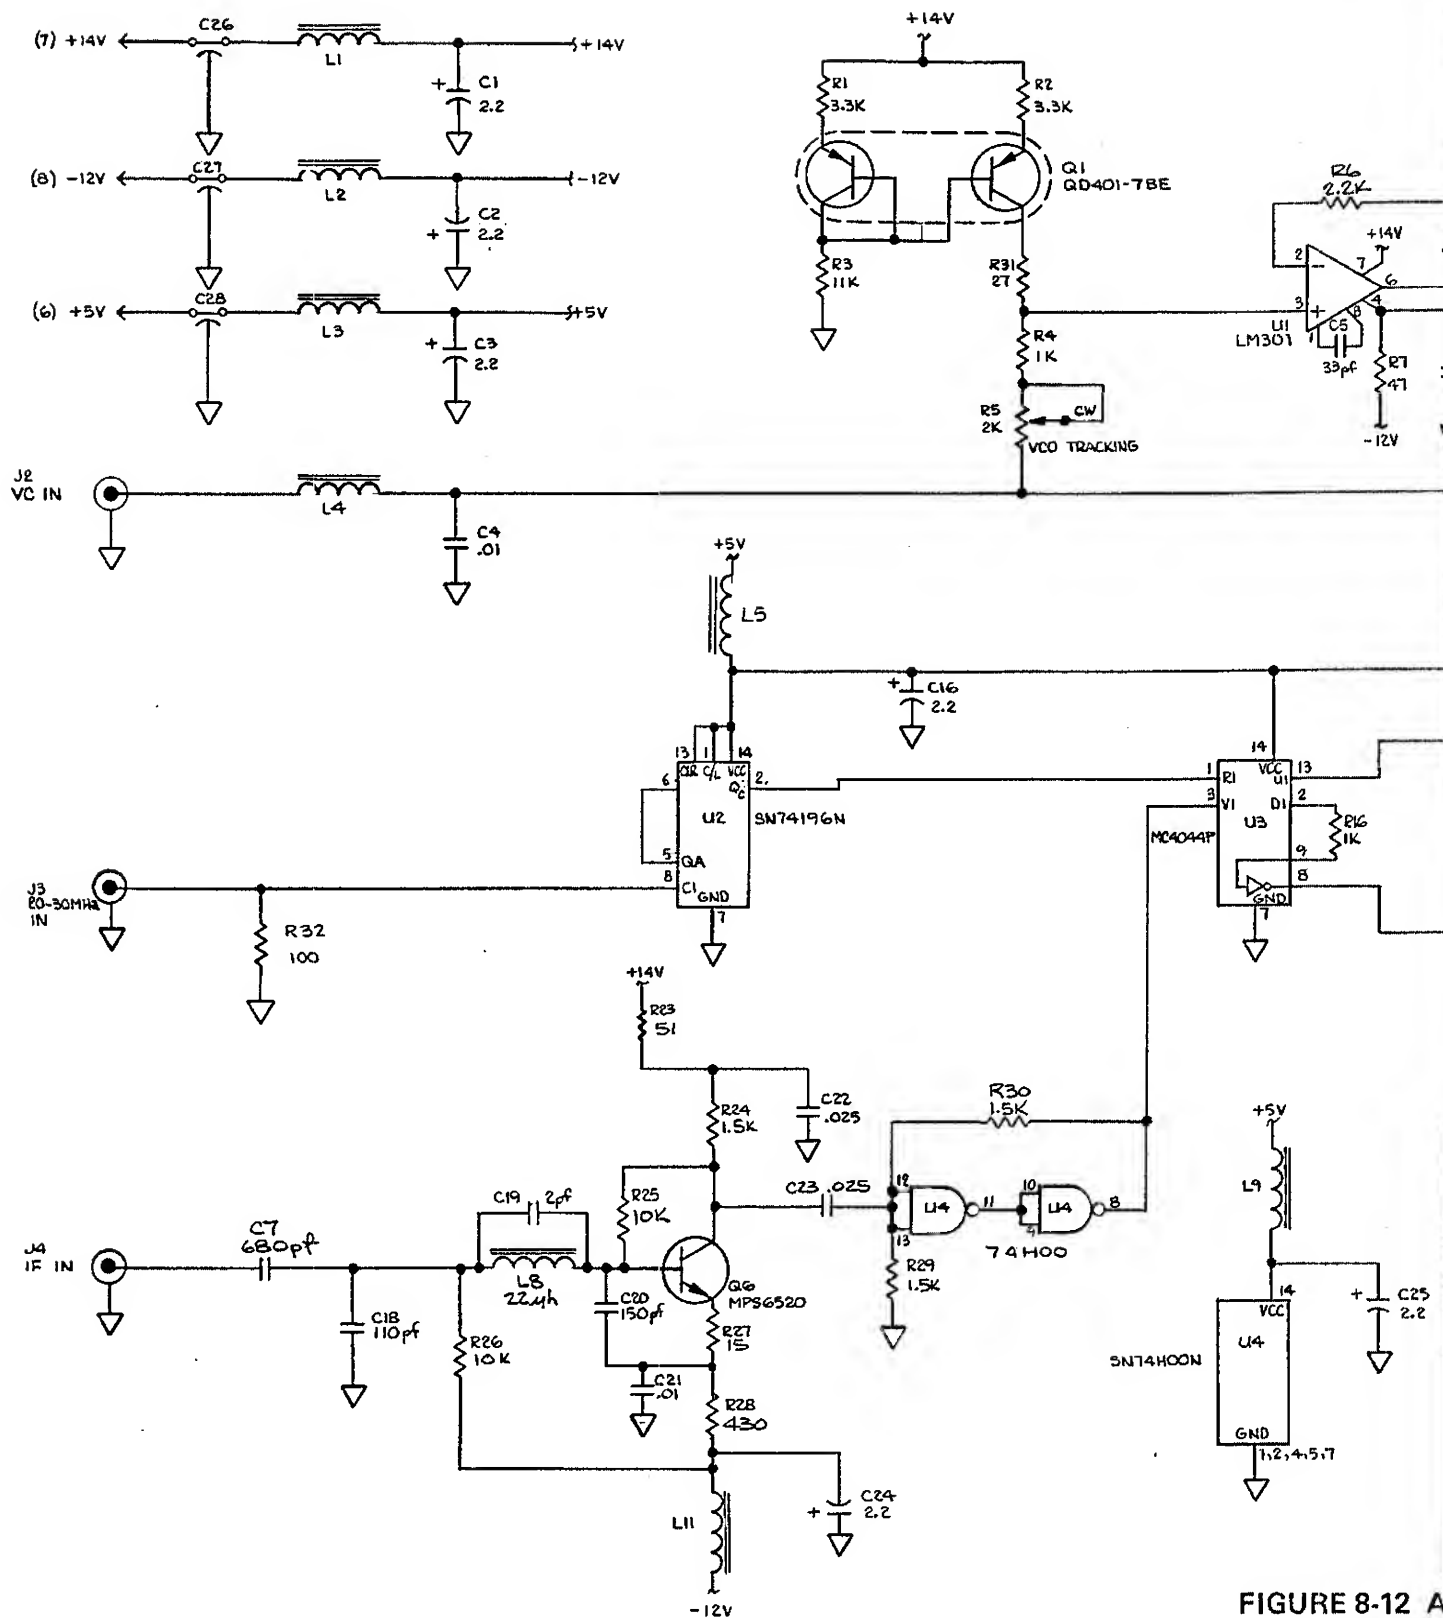 C26
(7) +14V
L1
+14V
+ C1
2.2
C27
(8) -12V
L2
-12V
C2
+ 2.2
C28
(6) +5V
L3
+5V
+ C3
2.2
J2
VC IN
L4
C4
.01
+14V
R1
3.3K
R2
3.3K
Q1
QD401-78E
R3
11K
R31
27
R4
1K
R5
2K
CW
VCO TRACKING
R6
2.2K
+14V
2
-
7
6
3
+
4
8
U1
LM301
1
C5
33pf
R7
47
-12V
+5V
L5
+ C16
2.2
13 1 14
CLR C/L VCC
6
QC
2
U2
SN74196N
5
QA
8
C1
GND
7
J3
20-30MHz
IN
R32
100
14
VCC
1
R1
U1
13
3
V1
D1
2
MC4044P
U3
R16
1K
9
8
GND
7
+14V
R23
51
R24
1.5K
C22
.025
R25
10K
C23 .025
R30
1.5K
12
U4
11
13
10
U4
8
9
74H00
R29
1.5K
J4
IF IN
C7
680pf
C18
110pf
C19 2pf
L8
22µh
C20
150pf
Q6
MPS6520
R27
15
R26
10K
C21
.01
R28
430
+ C24
2.2
L11
-12V
+5V
L9
14
VCC
+ C25
2.2
U4
SN74H00N
GND
1,2,4,5,7
FIGURE 8-12 A